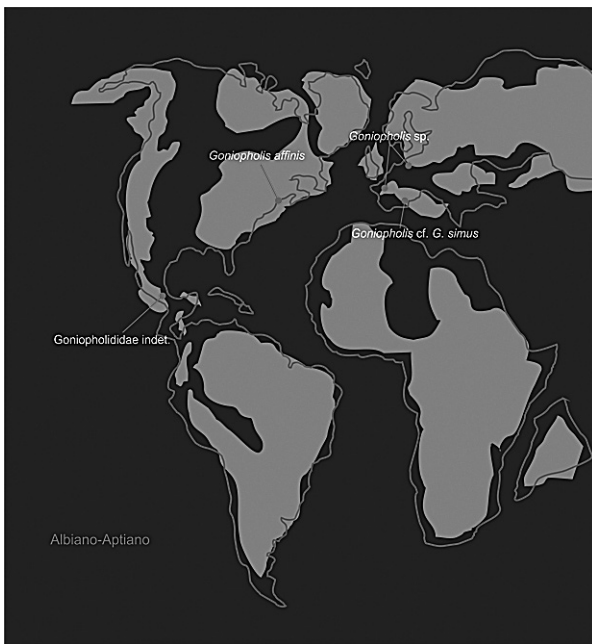 Goniopholis sp.
Goniopholis affinis
Goniopholis cf. G. simus
Goniopholididae indet.
Albiano-Aptiano